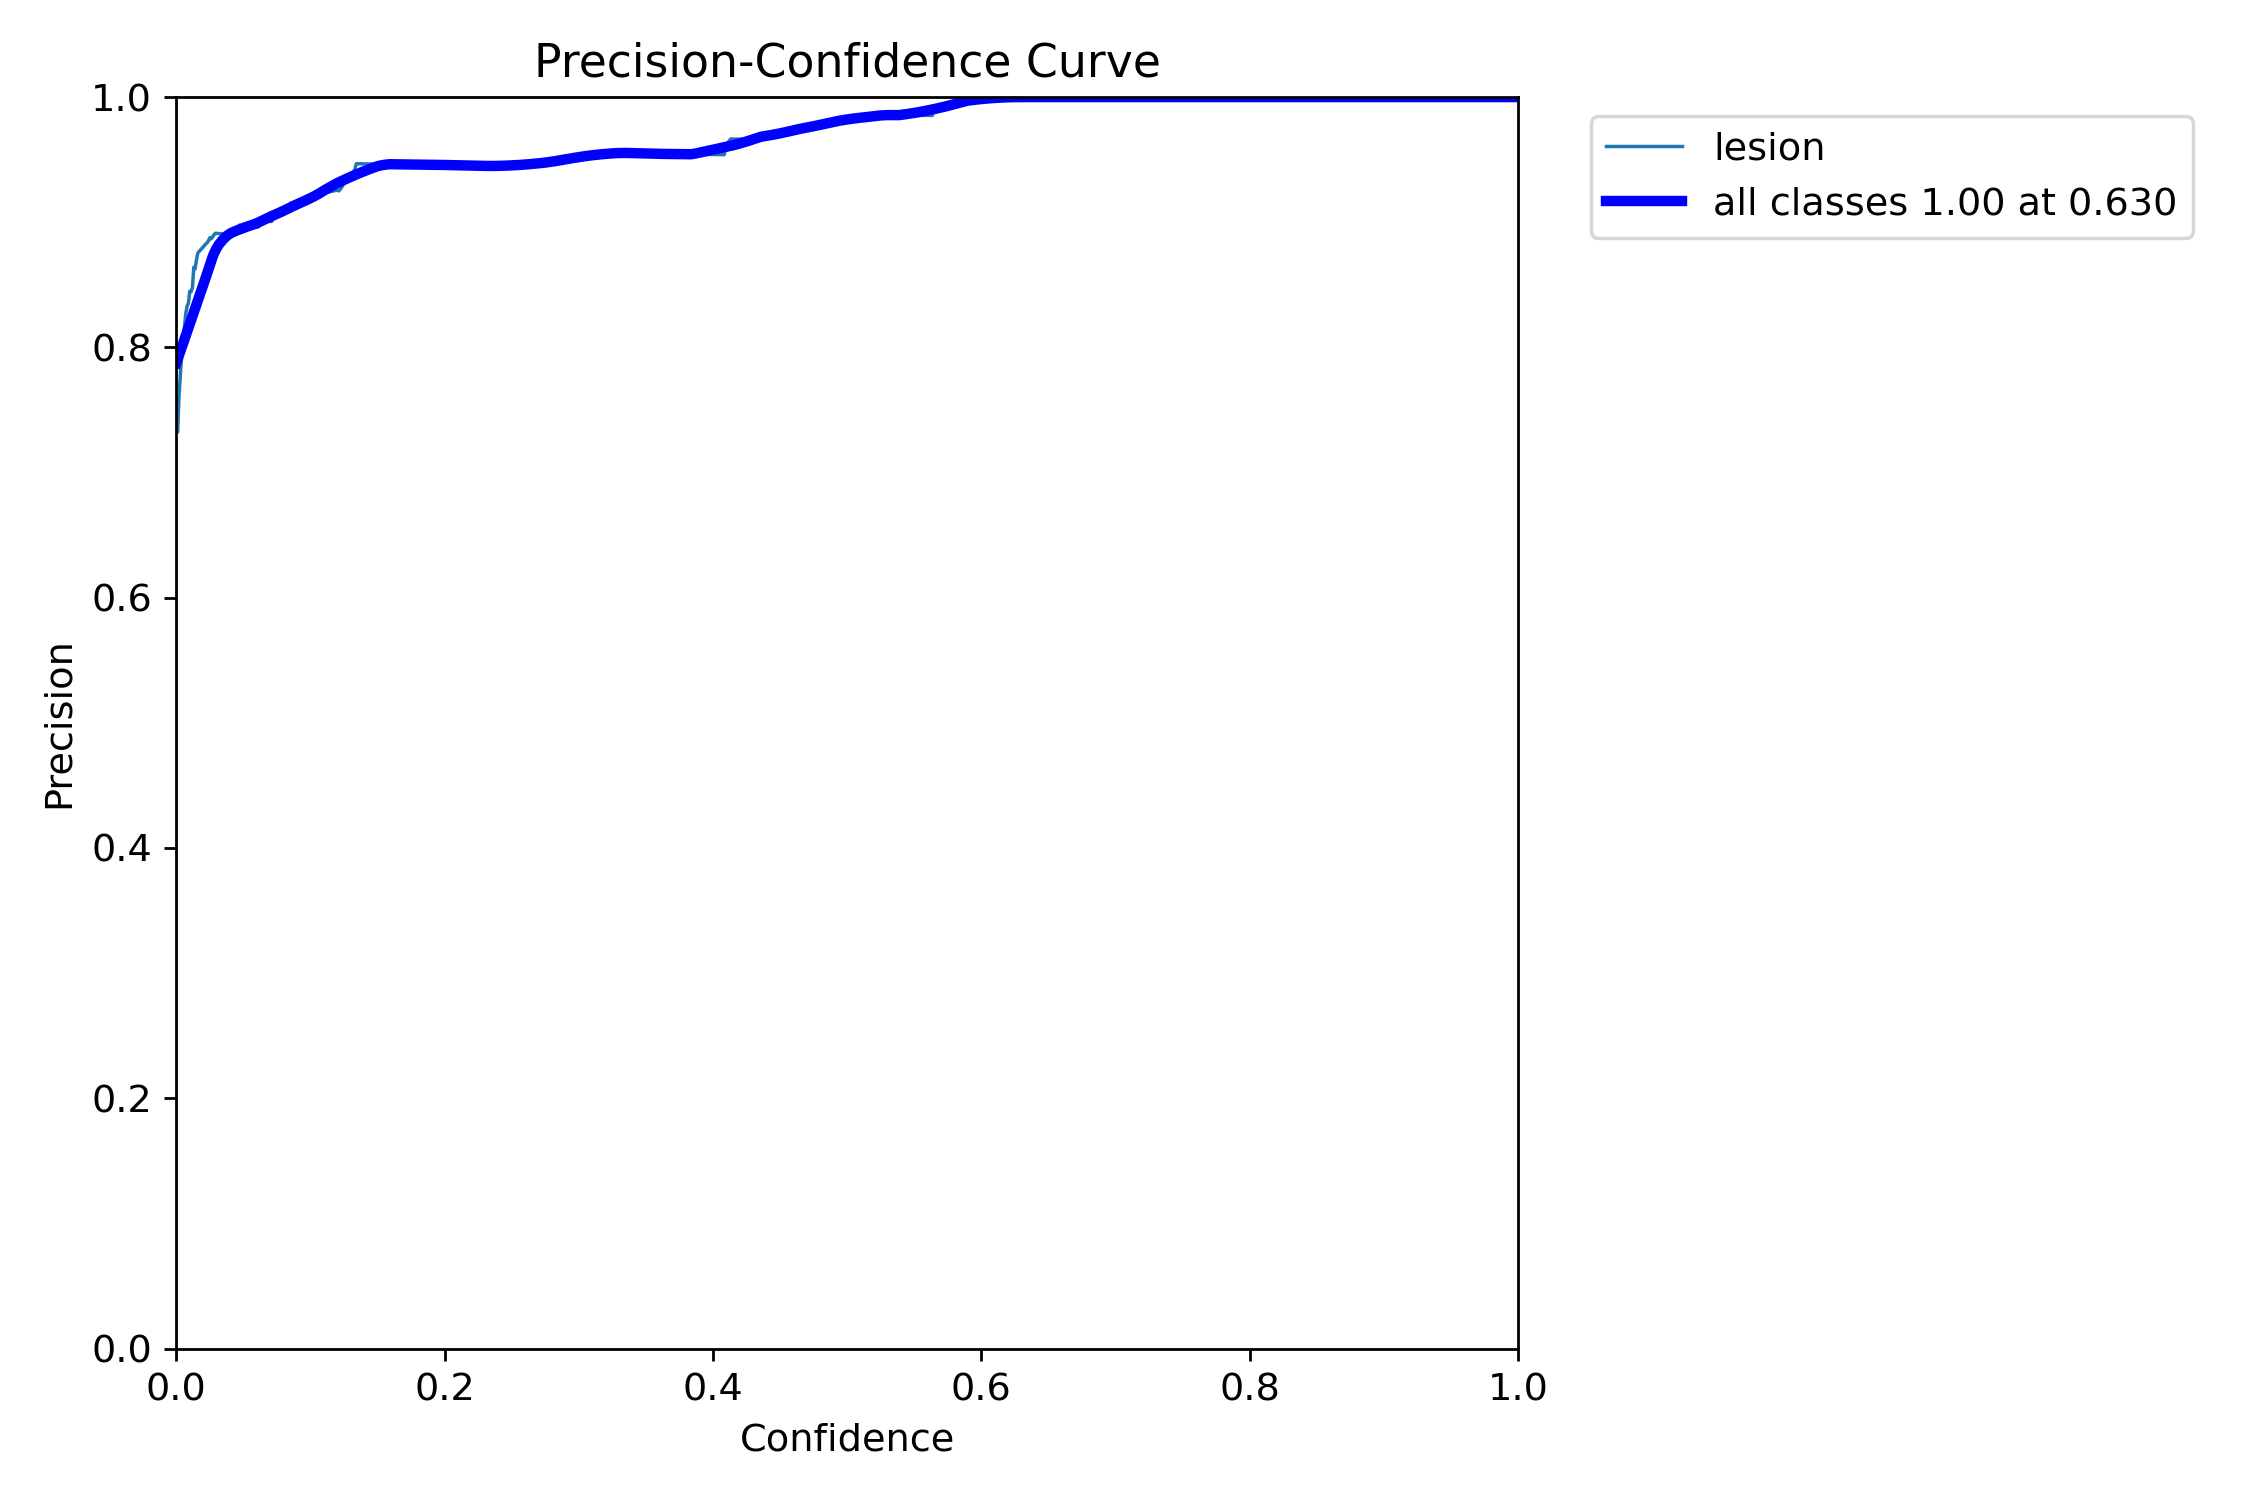 Precision-Confidence Curve
1.0
0.8
0.6
0.4
0.2
0.0
Precision
0.0 0.2 0.4 0.6 0.8 1.0
Confidence
lesion
all classes 1.00 at 0.630